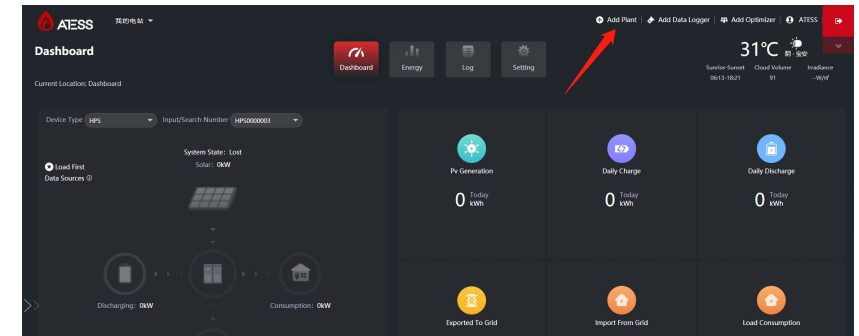 ATESS 我的电站
Add Plant | Add Data Logger | Add Optimizer | ATESS
Dashboard
Dashboard Energy Log Setting
31℃ 阴 · 宝安
Sunrise-Sunset Cloud Volume Irradiance
06:13-18:21 91 --W/㎡
Current Location: Dashboard
Device Type HPS Input/Search Number HPS0000003
System State: Lost
Load First
Solar: 0kW
Data Sources
Pv Generation Daily Charge Daily Discharge
0 Today kWh 0 Today kWh 0 Today kWh
Discharging: 0kW Consumption: 0kW
Exported To Grid Import From Grid Load Consumption